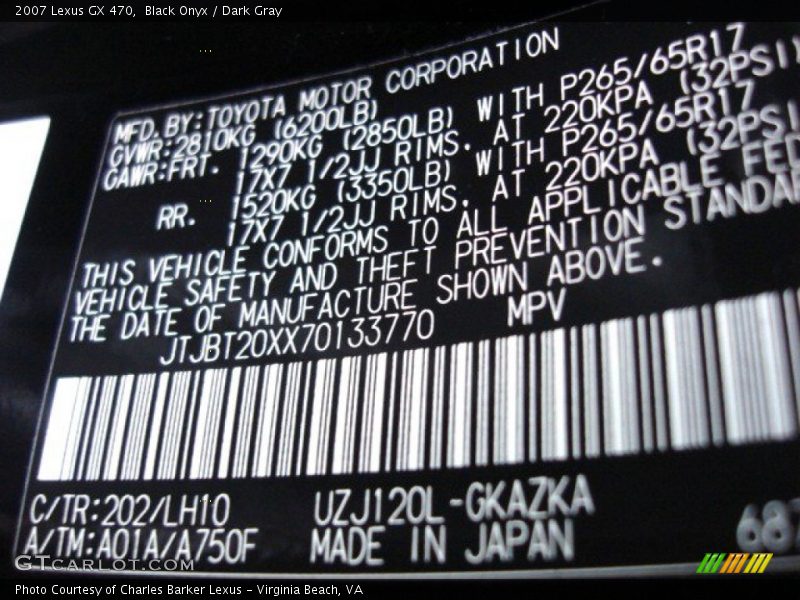 2007 Lexus GX 470,  Black Onyx / Dark Gray
MFD.BY:TOYOTA MOTOR CORPORATION
GVWR:2810KG (6200LB)
GAWR:FRT. 1290KG (2850LB) WITH P265/65R17
17X7 1/2JJ RIMS, AT 220KPA (32PSI)
RR. 1520KG (3350LB) WITH P265/65R17
17X7 1/2JJ RIMS, AT 220KPA (32PSI
THIS VEHICLE CONFORMS TO ALL APPLICABLE FED
VEHICLE SAFETY AND THEFT PREVENTION STANDAR
THE DATE OF MANUFACTURE SHOWN ABOVE.
JTJBT20XX70133770 MPV
C/TR:202/LH10 UZJ120L-GKAZKA
A/TM:A01A/A750F MADE IN JAPAN
687
GTCARLOT.COM
Photo Courtesy of Charles Barker Lexus - Virginia Beach, VA